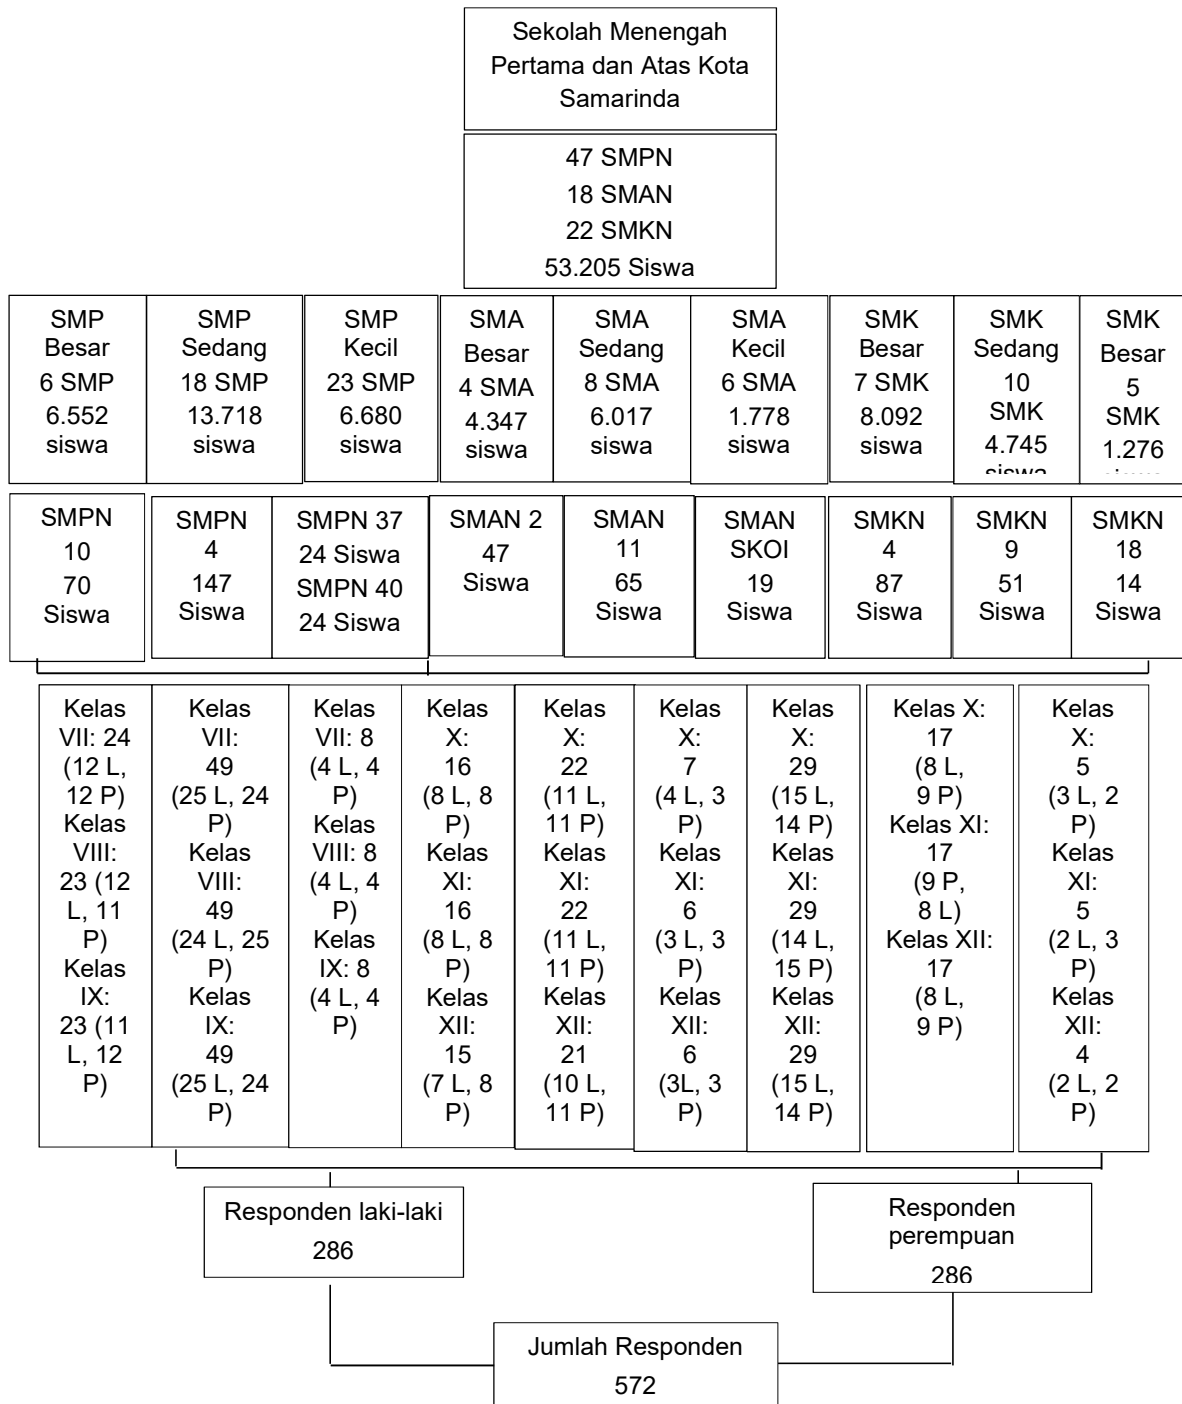 Sekolah Menengah
Pertama dan Atas Kota
Samarinda
47 SMPN
18 SMAN
22 SMKN
53.205 Siswa
SMP
Besar
6 SMP
6.552
siswa
SMP
Sedang
18 SMP
13.718
siswa
SMP
Kecil
23 SMP
6.680
siswa
SMA
Besar
4 SMA
4.347
siswa
SMA
Sedang
8 SMA
6.017
siswa
SMA
Kecil
6 SMA
1.778
siswa
SMK
Besar
7 SMK
8.092
siswa
SMK
Sedang
10
SMK
4.745
siswa
SMK
Besar
5
SMK
1.276
SMPN
10
70
Siswa
SMPN
4
147
Siswa
SMPN 37
24 Siswa
SMPN 40
24 Siswa
SMAN 2
47
Siswa
SMAN
11
65
Siswa
SMAN
SKOI
19
Siswa
SMKN
4
87
Siswa
SMKN
9
51
Siswa
SMKN
18
14
Siswa
Kelas
VII: 24
(12 L,
12 P)
Kelas
VIII:
23 (12
L, 11
P)
Kelas
IX:
23 (11
L, 12
P)
Kelas
VII:
49
(25 L, 24
P)
Kelas
VIII:
49
(24 L, 25
P)
Kelas
IX:
49
(25 L, 24
P)
Kelas
VII: 8
(4 L, 4
P)
Kelas
VIII: 8
(4 L, 4
P)
Kelas
IX: 8
(4 L, 4
P)
Kelas
X:
16
(8 L, 8
P)
Kelas
XI:
16
(8 L, 8
P)
Kelas
XII:
15
(7 L, 8
P)
Kelas
X:
22
(11 L,
11 P)
Kelas
XI:
22
(11 L,
11 P)
Kelas
XII:
21
(10 L,
11 P)
Kelas
X:
7
(4 L, 3
P)
Kelas
XI:
6
(3 L, 3
P)
Kelas
XII:
6
(3L, 3
P)
Kelas
X:
29
(15 L,
14 P)
Kelas
XI:
29
(14 L,
15 P)
Kelas
XII:
29
(15 L,
14 P)
Kelas X:
17
(8 L,
9 P)
Kelas XI:
17
(9 P,
8 L)
Kelas XII:
17
(8 L,
9 P)
Kelas
X:
5
(3 L, 2
P)
Kelas
XI:
5
(2 L, 3
P)
Kelas
XII:
4
(2 L, 2
P)
Responden laki-laki
286
Responden
perempuan
286
Jumlah Responden
572